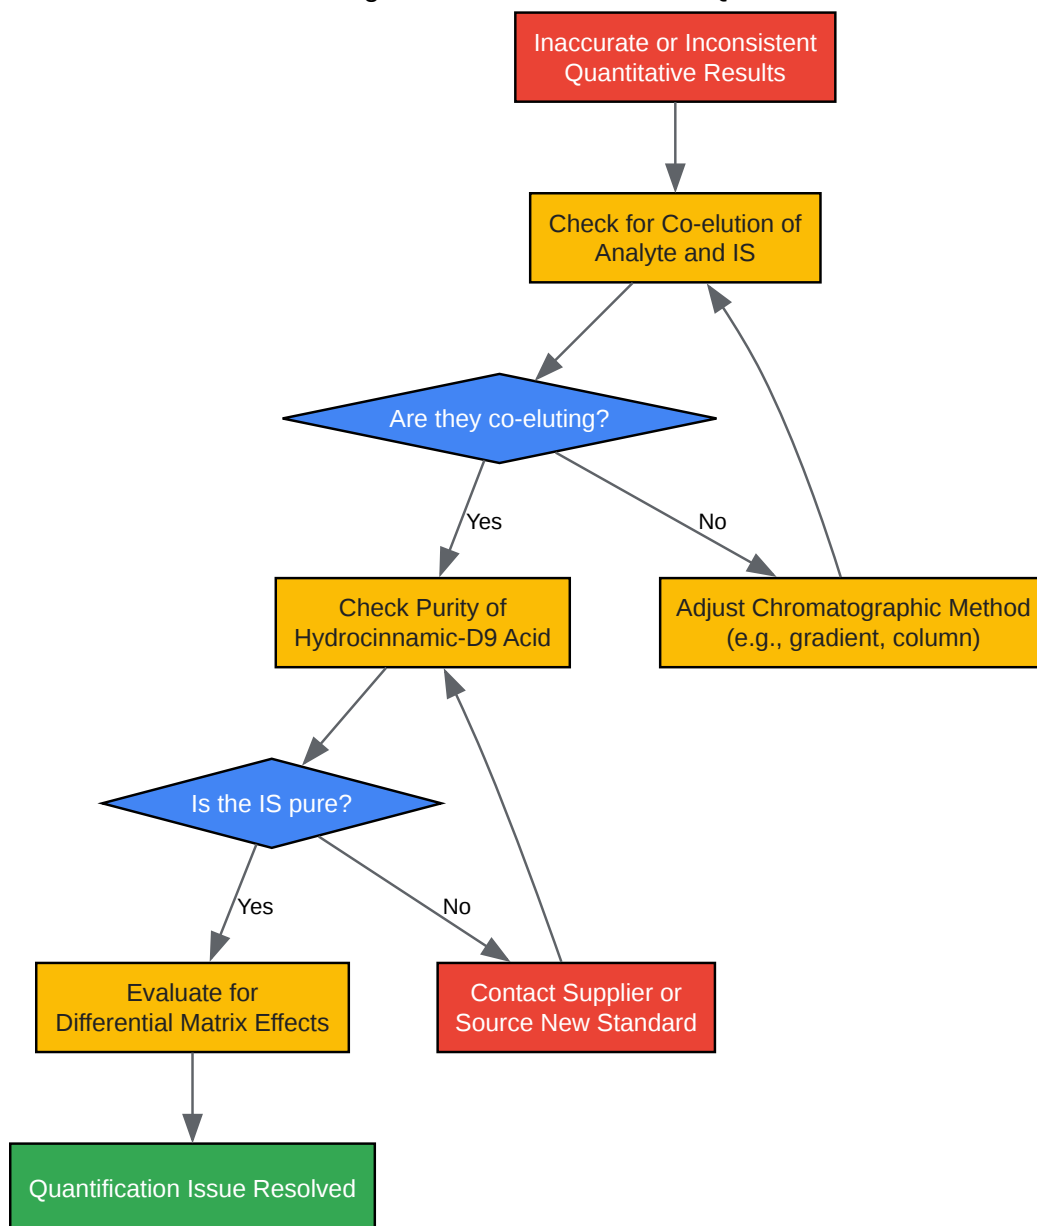 Inaccurate or Inconsistent
Quantitative Results
Check for Co-elution of
Analyte and IS
Are they co-eluting?
Yes
No
Check Purity of
Hydrocinnamic-D9 Acid
Adjust Chromatographic Method
(e.g., gradient, column)
Is the IS pure?
Yes
No
Evaluate for
Differential Matrix Effects
Contact Supplier or
Source New Standard
Quantification Issue Resolved